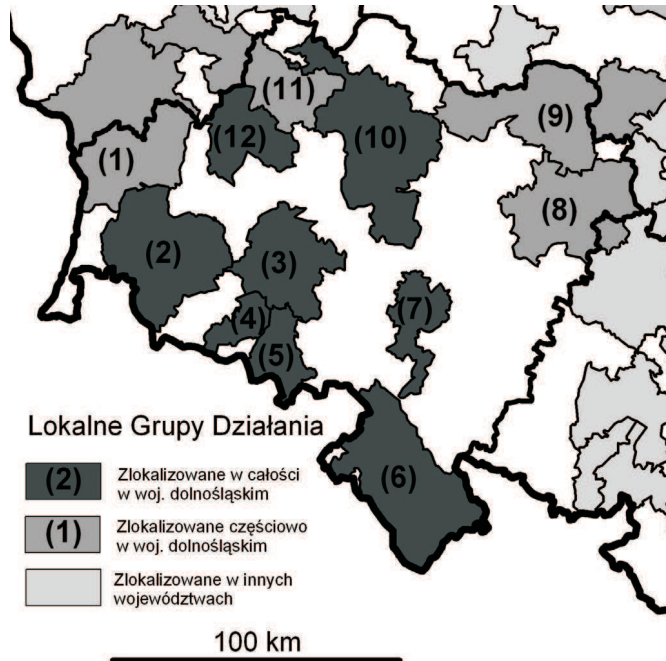 (11)
(12)
(10)
(9)
(1)
(8)
(2)
(3)
(7)
(4)
(5)
(6)
Lokalne Grupy Działania
(2) Zlokalizowane w całości
w woj. dolnośląskim
(1) Zlokalizowane częściowo
w woj. dolnośląskim
Zlokalizowane w innych
województwach
100 km